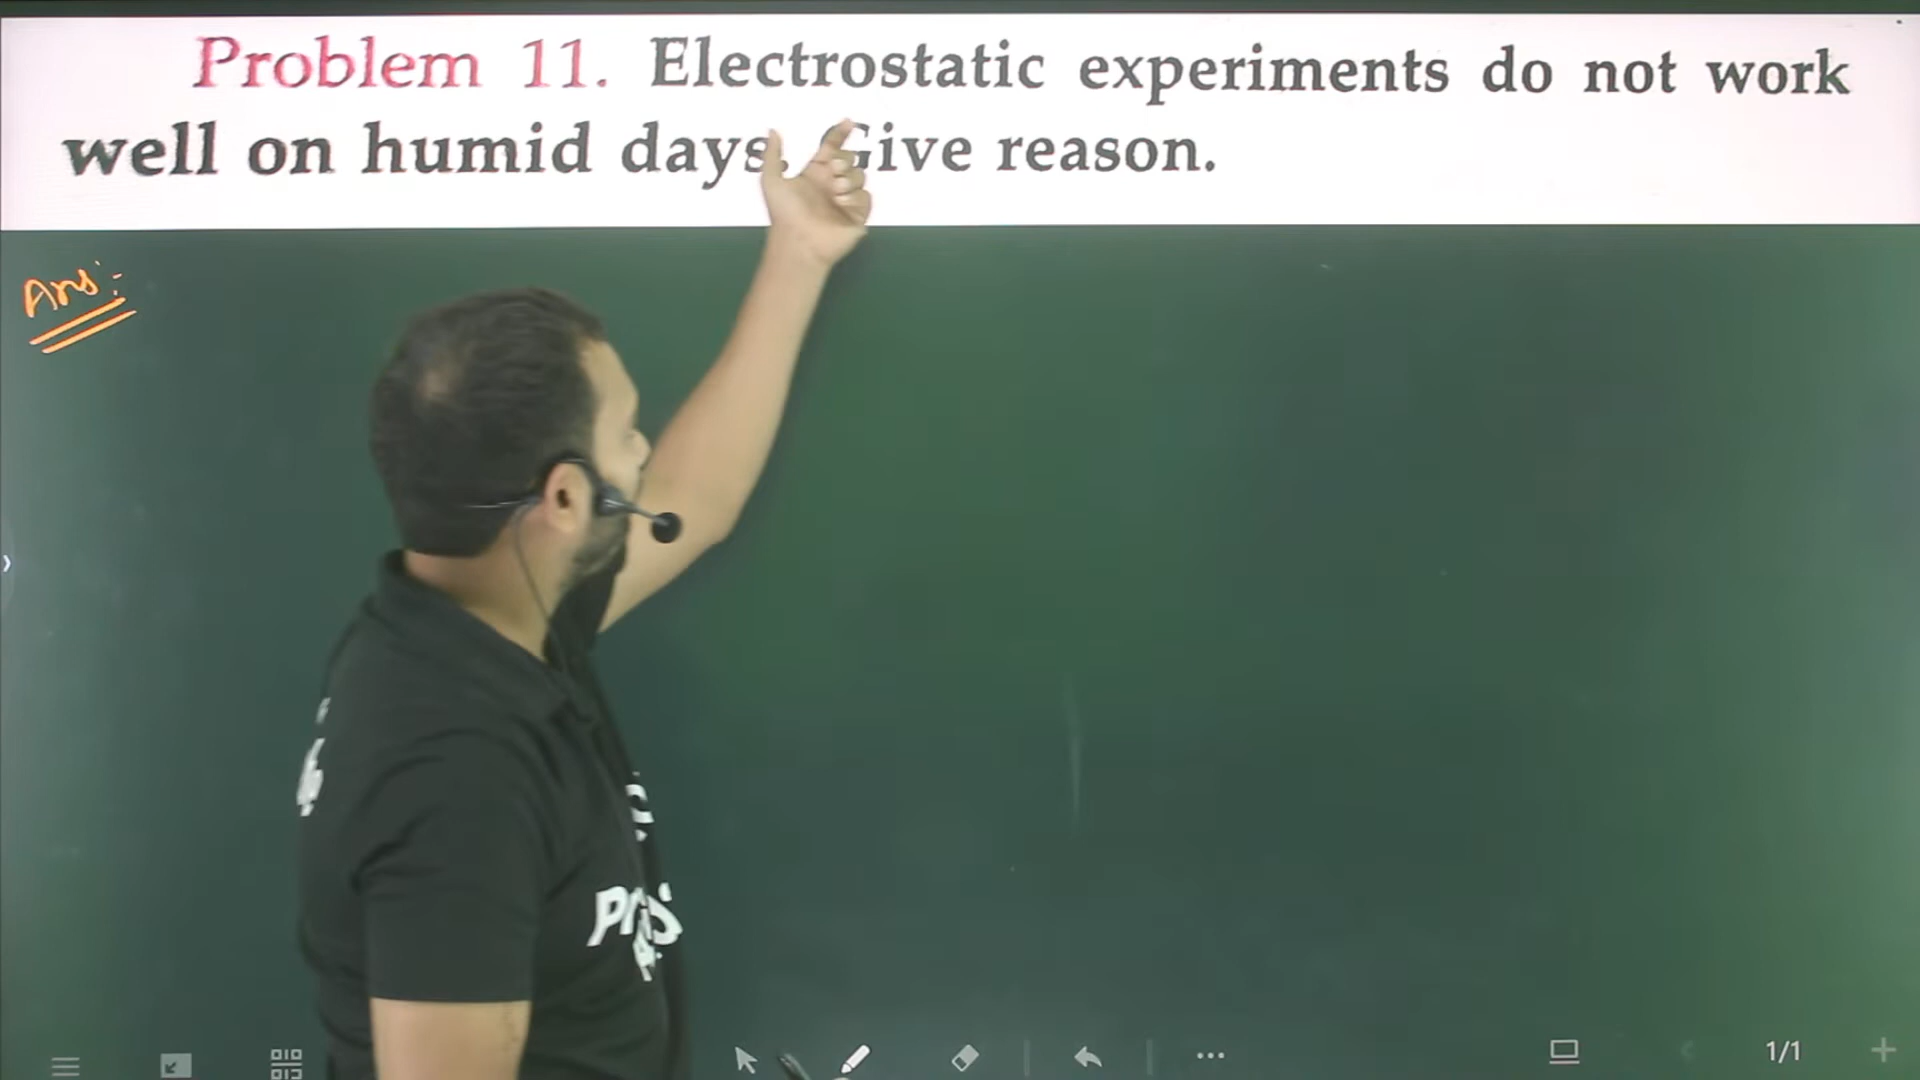 Problem 11. Electrostatic experiments do not work
well on humid days. Give reason.
Ans:
1/1